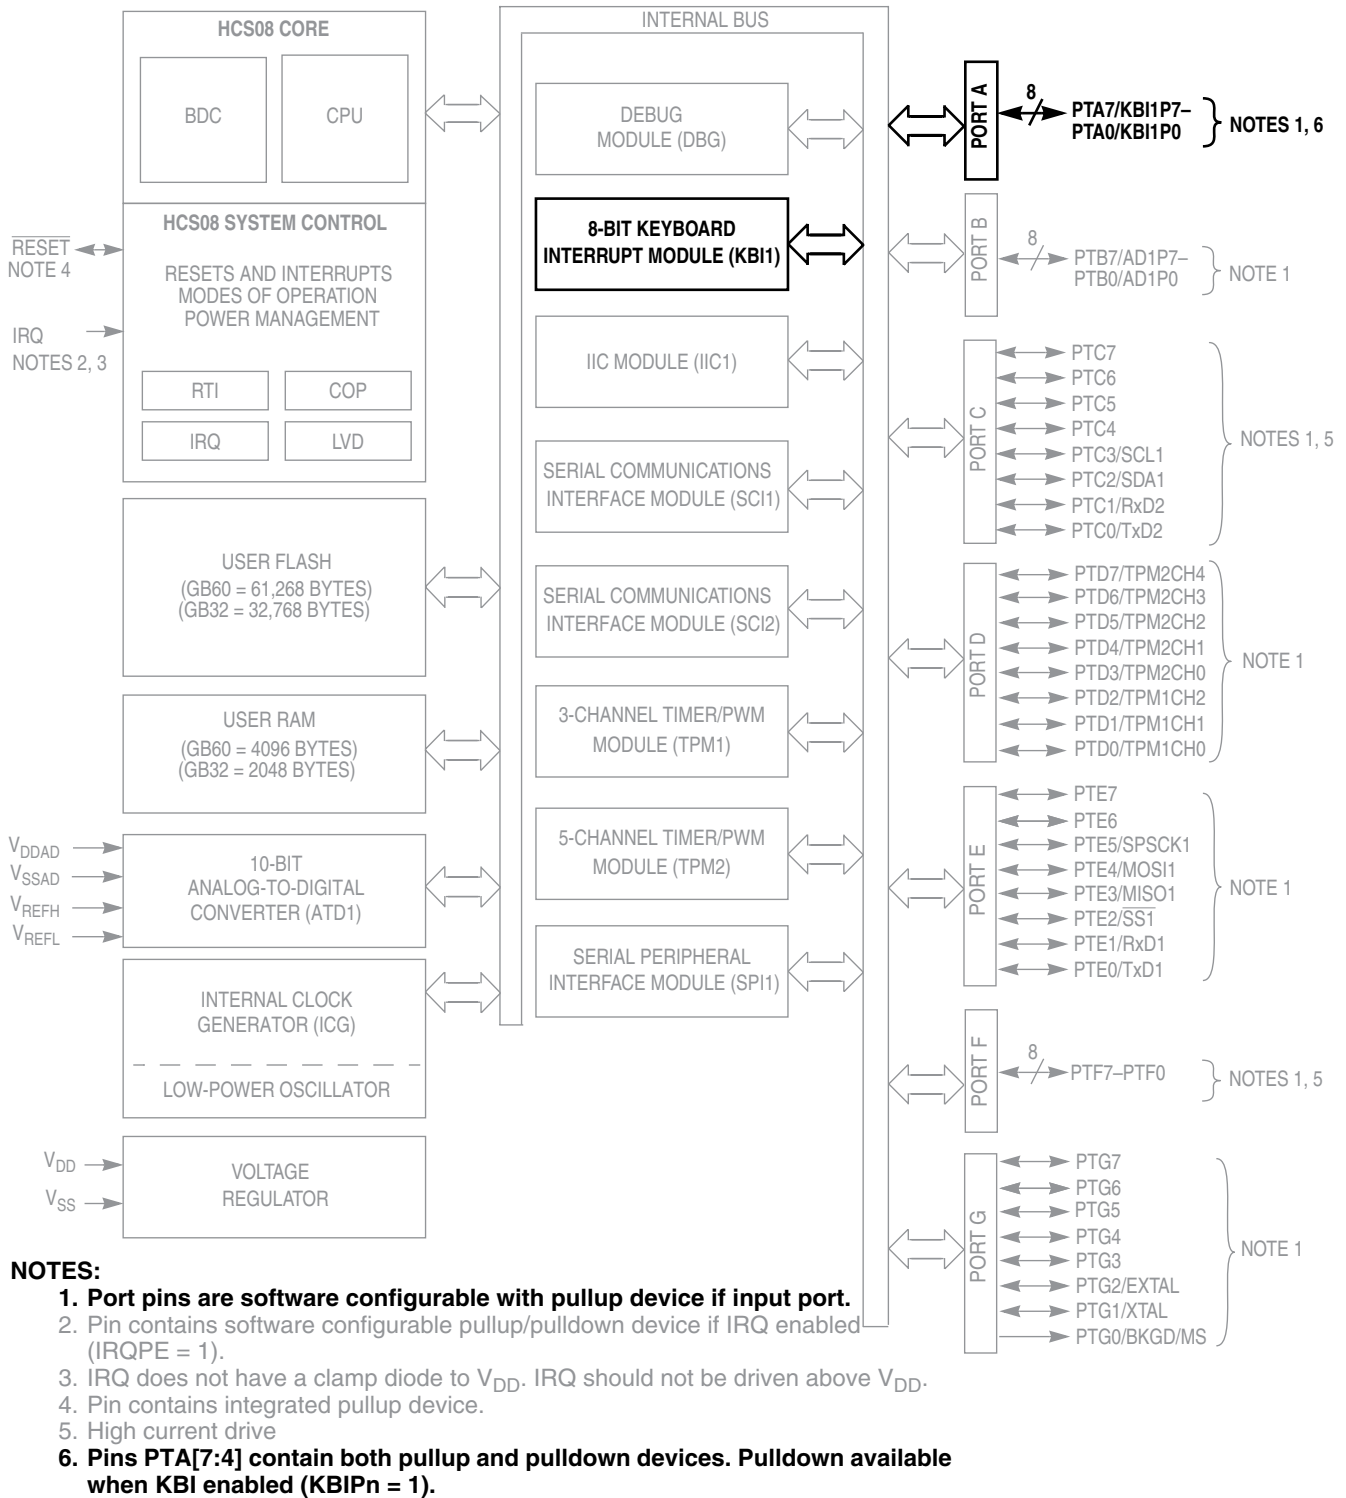 HCS08 CORE
BDC
CPU
HCS08 SYSTEM CONTROL
RESETS AND INTERRUPTS
MODES OF OPERATION
POWER MANAGEMENT
RTI
COP
IRQ
LVD
RESET
NOTE 4
IRQ
NOTES 2, 3
USER FLASH
(GB60 = 61,268 BYTES)
(GB32 = 32,768 BYTES)
USER RAM
(GB60 = 4096 BYTES)
(GB32 = 2048 BYTES)
VDDAD
VSSAD
VREFH
VREFL
10-BIT
ANALOG-TO-DIGITAL
CONVERTER (ATD1)
INTERNAL CLOCK
GENERATOR (ICG)
LOW-POWER OSCILLATOR
VDD
VSS
VOLTAGE
REGULATOR
INTERNAL BUS
DEBUG
MODULE (DBG)
8-BIT KEYBOARD
INTERRUPT MODULE (KBI1)
IIC MODULE (IIC1)
SERIAL COMMUNICATIONS
INTERFACE MODULE (SCI1)
SERIAL COMMUNICATIONS
INTERFACE MODULE (SCI2)
3-CHANNEL TIMER/PWM
MODULE (TPM1)
5-CHANNEL TIMER/PWM
MODULE (TPM2)
SERIAL PERIPHERAL
INTERFACE MODULE (SPI1)
PORT A
8
PTA7/KBI1P7–
PTA0/KBI1P0
NOTES 1, 6
PORT B
8
PTB7/AD1P7–
PTB0/AD1P0
NOTE 1
PORT C
PTC7
PTC6
PTC5
PTC4
PTC3/SCL1
PTC2/SDA1
PTC1/RxD2
PTC0/TxD2
NOTES 1, 5
PORT D
PTD7/TPM2CH4
PTD6/TPM2CH3
PTD5/TPM2CH2
PTD4/TPM2CH1
PTD3/TPM2CH0
PTD2/TPM1CH2
PTD1/TPM1CH1
PTD0/TPM1CH0
NOTE 1
PORT E
PTE7
PTE6
PTE5/SPSCK1
PTE4/MOSI1
PTE3/MISO1
PTE2/SS1
PTE1/RxD1
PTE0/TxD1
NOTE 1
PORT F
8
PTF7–PTF0
NOTES 1, 5
PORT G
PTG7
PTG6
PTG5
PTG4
PTG3
PTG2/EXTAL
PTG1/XTAL
PTG0/BKGD/MS
NOTE 1
NOTES:
1. Port pins are software configurable with pullup device if input port.
2. Pin contains software configurable pullup/pulldown device if IRQ enabled
(IRQPE = 1).
3. IRQ does not have a clamp diode to VDD. IRQ should not be driven above VDD.
4. Pin contains integrated pullup device.
5. High current drive
6. Pins PTA[7:4] contain both pullup and pulldown devices. Pulldown available
when KBI enabled (KBIPn = 1).